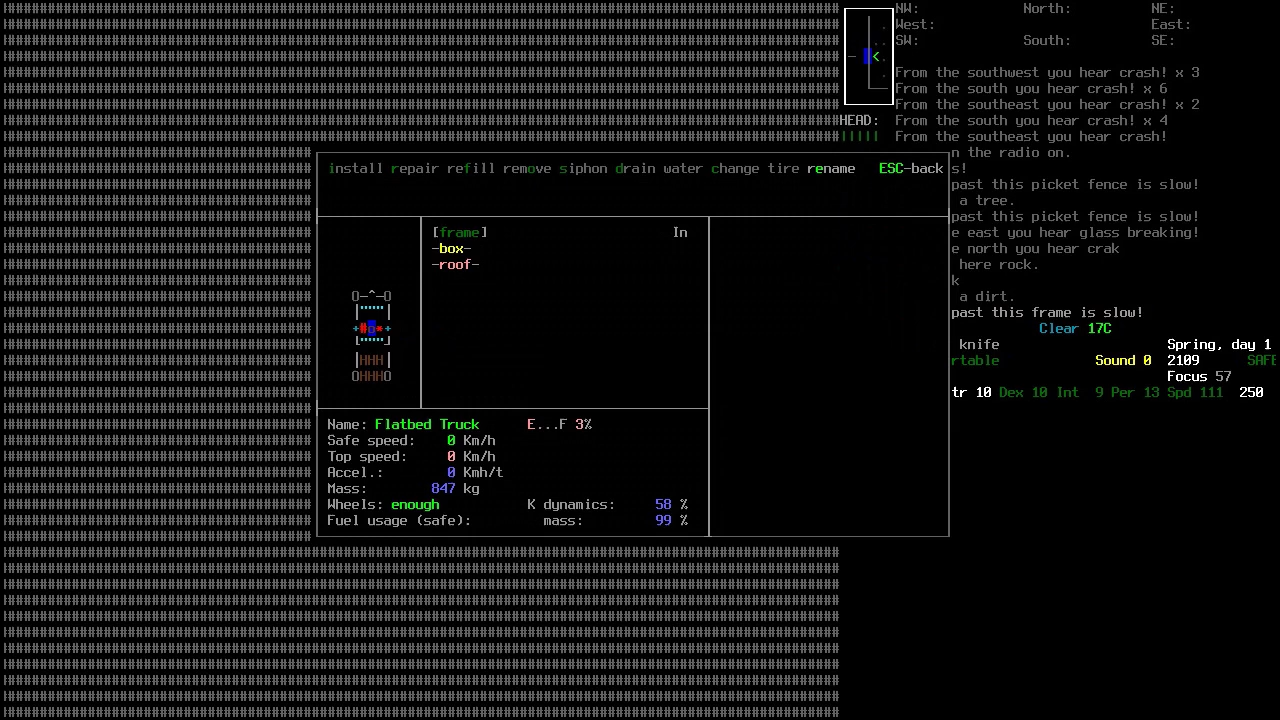 NW: North: NE:
West: East:
SW: South: SE:
From the southwest you hear crash! x 3
From the south you hear crash! x 6
From the southeast you hear crash! x 2
HEAD: From the south you hear crash! x 4
||||| From the southeast you hear crash!
n the radio on.
install repair refill remove siphon drain water change tire rename ESC-back s!
past this picket fence is slow!
a tree.
past this picket fence is slow!
[frame] In e east you hear glass breaking!
-box- e north you hear crak
-roof- here rock.
k
O-^-O a dirt.
|""""""| past this frame is slow!
+#o*+ Clear 17C
[""""""] knife Spring, day 1
|HHH| rtable Sound 0 2109 SAFE
OHHHO Focus 57
tr 10 Dex 10 Int 9 Per 13 Spd 111 250
Name: Flatbed Truck E...F 3%
Safe speed: 0 Km/h
Top speed: 0 Km/h
Accel.: 0 Kmh/t
Mass: 847 kg
Wheels: enough K dynamics: 58 %
Fuel usage (safe): mass: 99 %